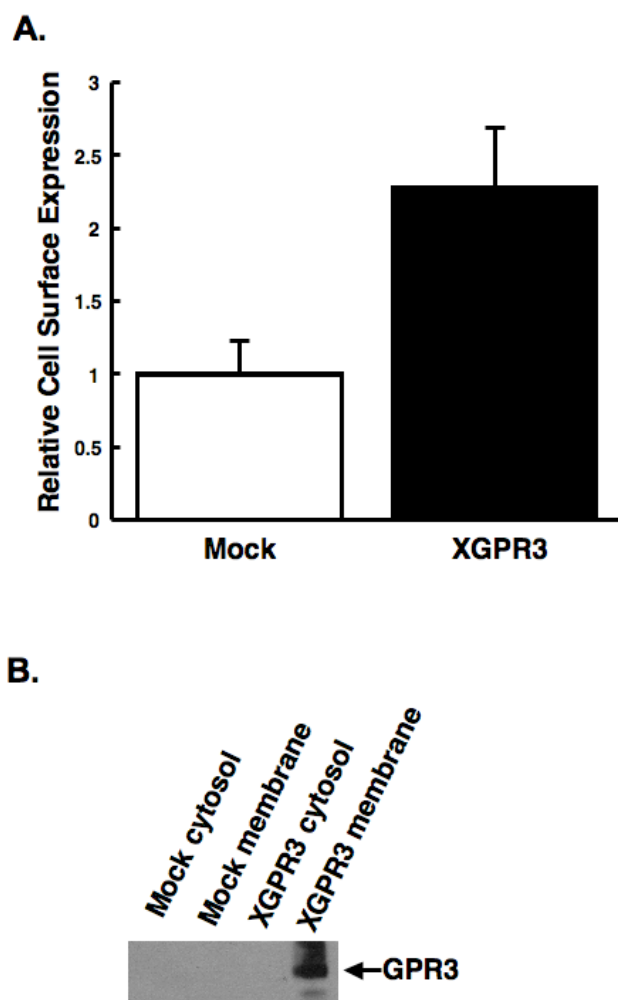 A.
Relative Cell Surface Expression
3
2.5
2
1.5
1
0.5
0
Mock
XGPR3
B.
Mock cytosol
Mock membrane
XGPR3 cytosol
XGPR3 membrane
GPR3